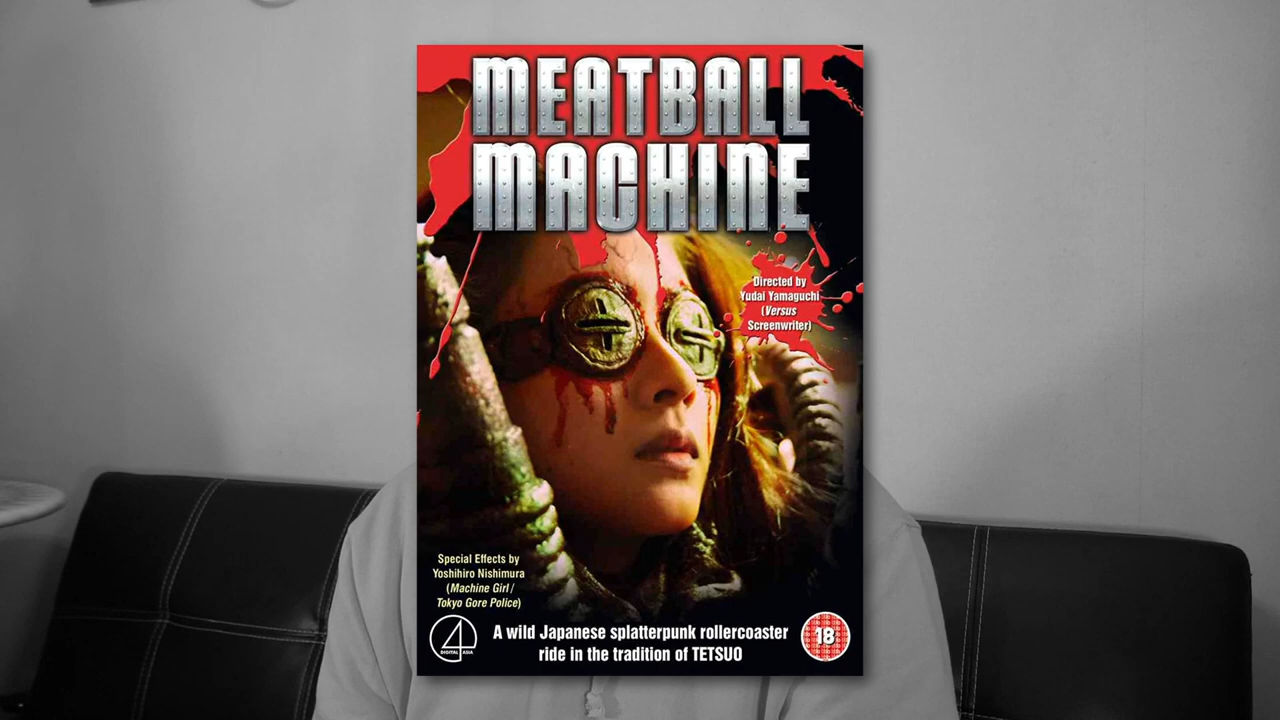 MEATBALL
MACHINE
Directed by
Yudai Yamaguchi
(Versus
Screenwriter)
Special Effects by
Yoshihiro Nishimura
(Machine Girl /
Tokyo Gore Police)
4
DIGITAL ASIA
A wild Japanese splatterpunk rollercoaster
ride in the tradition of TETSUO
18